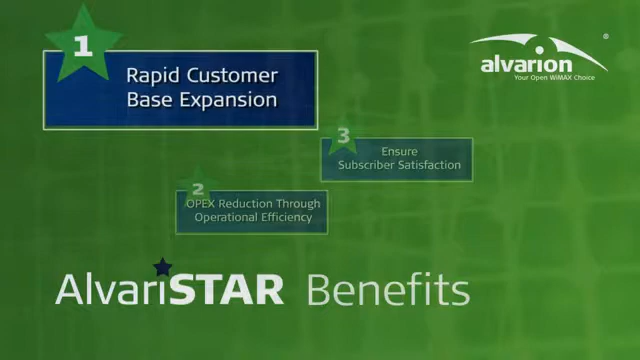 1
Rapid Customer
Base Expansion
alvarion
®
Your Open WiMAX Choice
3
Ensure
Subscriber Satisfaction
2
OPEX Reduction Through
Operational Efficiency
AlvariSTAR Benefits